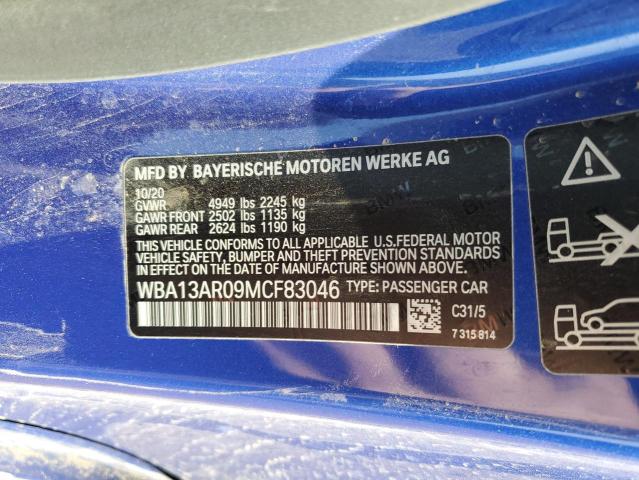 MFD BY BAYERISCHE MOTOREN WERKE AG
10/20
GVWR 4949 lbs 2245 kg
GAWR FRONT 2502 lbs 1135 kg
GAWR REAR 2624 lbs 1190 kg
THIS VEHICLE CONFORMS TO ALL APPLICABLE U.S.FEDERAL MOTOR
VEHICLE SAFETY, BUMPER AND THEFT PREVENTION STANDARDS
IN EFFECT ON THE DATE OF MANUFACTURE SHOWN ABOVE.
WBA13AR09MCF83046 TYPE: PASSENGER CAR
C31/5
7 315 814